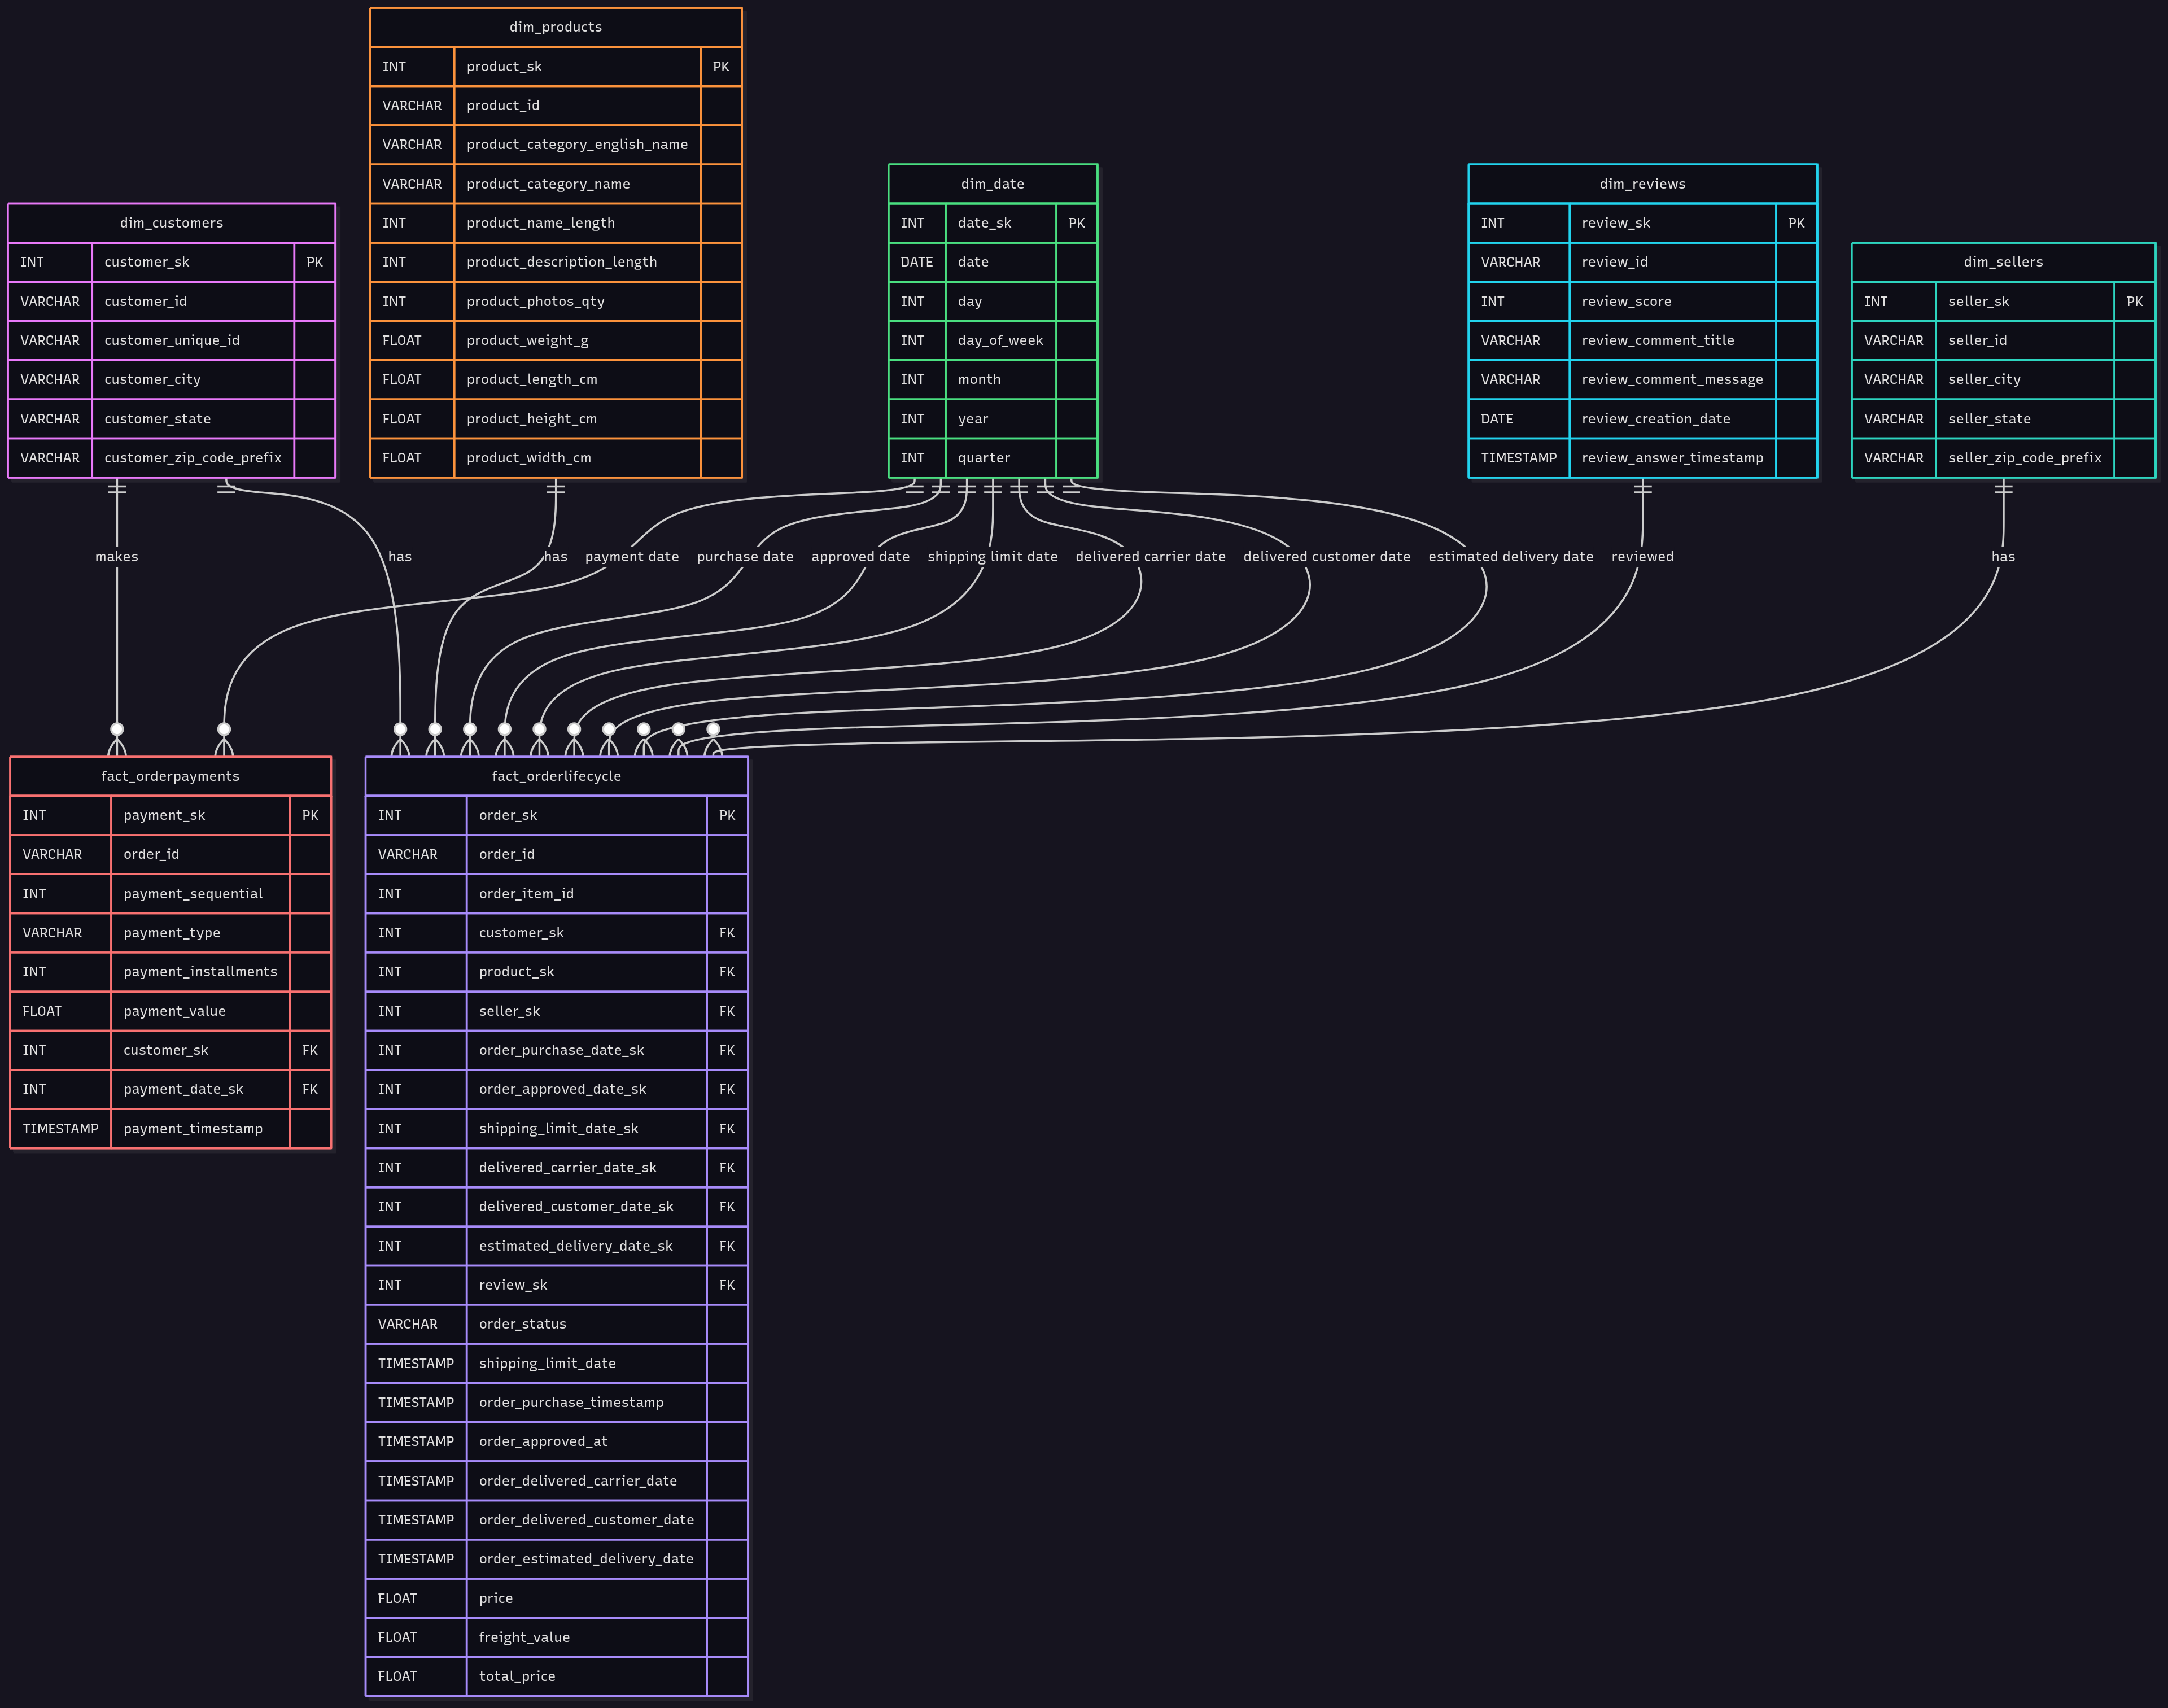 dim_products
INT product_sk PK
VARCHAR product_id
VARCHAR product_category_english_name
VARCHAR product_category_name
INT product_name_length
INT product_description_length
INT product_photos_qty
FLOAT product_weight_g
FLOAT product_length_cm
FLOAT product_height_cm
FLOAT product_width_cm
dim_date
INT date_sk PK
DATE date
INT day
INT day_of_week
INT month
INT year
INT quarter
dim_reviews
INT review_sk PK
VARCHAR review_id
INT review_score
VARCHAR review_comment_title
VARCHAR review_comment_message
DATE review_creation_date
TIMESTAMP review_answer_timestamp
dim_customers
INT customer_sk PK
VARCHAR customer_id
VARCHAR customer_unique_id
VARCHAR customer_city
VARCHAR customer_state
VARCHAR customer_zip_code_prefix
dim_sellers
INT seller_sk PK
VARCHAR seller_id
VARCHAR seller_city
VARCHAR seller_state
VARCHAR seller_zip_code_prefix
makes
has
has
payment date
purchase date
approved date
shipping limit date
delivered carrier date
delivered customer date
estimated delivery date
reviewed
has
fact_orderpayments
INT payment_sk PK
VARCHAR order_id
INT payment_sequential
VARCHAR payment_type
INT payment_installments
FLOAT payment_value
INT customer_sk FK
INT payment_date_sk FK
TIMESTAMP payment_timestamp
fact_orderlifecycle
INT order_sk PK
VARCHAR order_id
INT order_item_id
INT customer_sk FK
INT product_sk FK
INT seller_sk FK
INT order_purchase_date_sk FK
INT order_approved_date_sk FK
INT shipping_limit_date_sk FK
INT delivered_carrier_date_sk FK
INT delivered_customer_date_sk FK
INT estimated_delivery_date_sk FK
INT review_sk FK
VARCHAR order_status
TIMESTAMP shipping_limit_date
TIMESTAMP order_purchase_timestamp
TIMESTAMP order_approved_at
TIMESTAMP order_delivered_carrier_date
TIMESTAMP order_delivered_customer_date
TIMESTAMP order_estimated_delivery_date
FLOAT price
FLOAT freight_value
FLOAT total_price